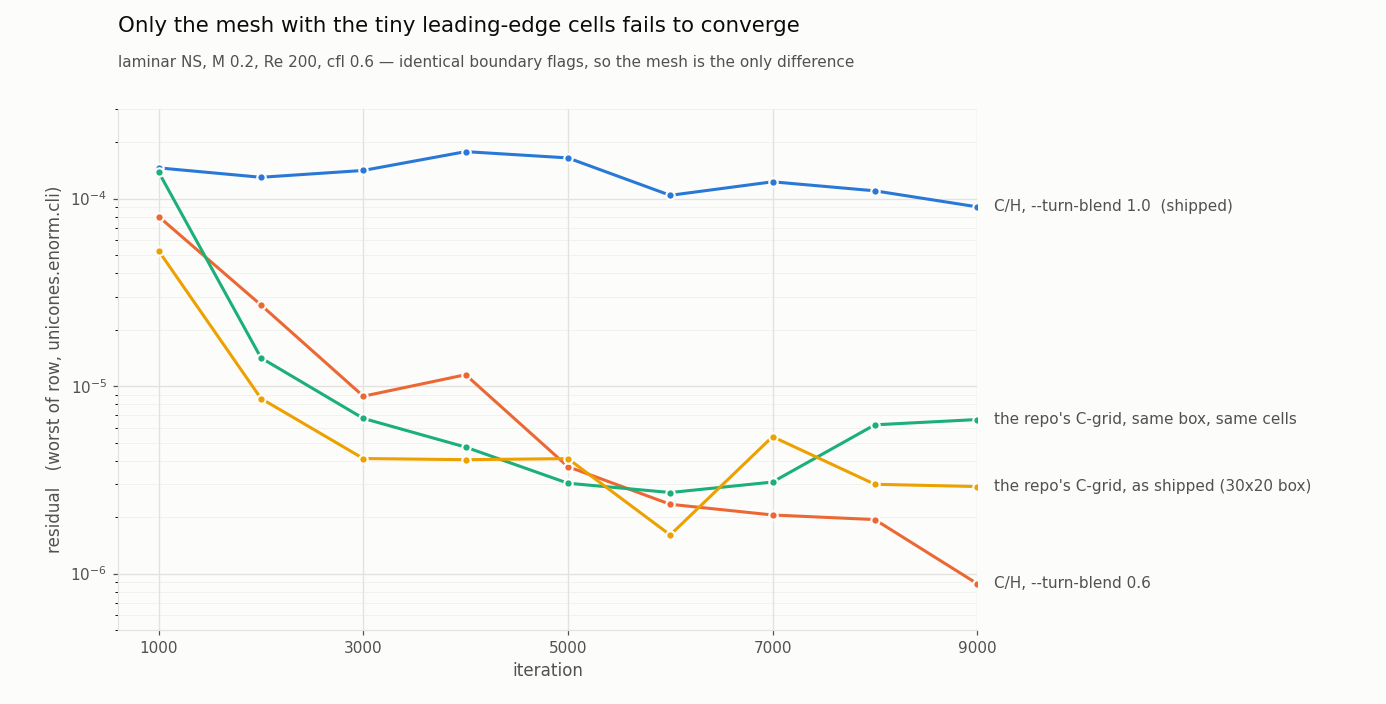 Only the mesh with the tiny leading-edge cells fails to converge
laminar NS, M 0.2, Re 200, cfl 0.6 — identical boundary flags, so the mesh is the only difference
residual   (worst of row, unicones.enorm.cli)
10⁻⁴
10⁻⁵
10⁻⁶
C/H, --turn-blend 1.0  (shipped)
the repo's C-grid, same box, same cells
the repo's C-grid, as shipped (30x20 box)
C/H, --turn-blend 0.6
1000 3000 5000 7000 9000
iteration